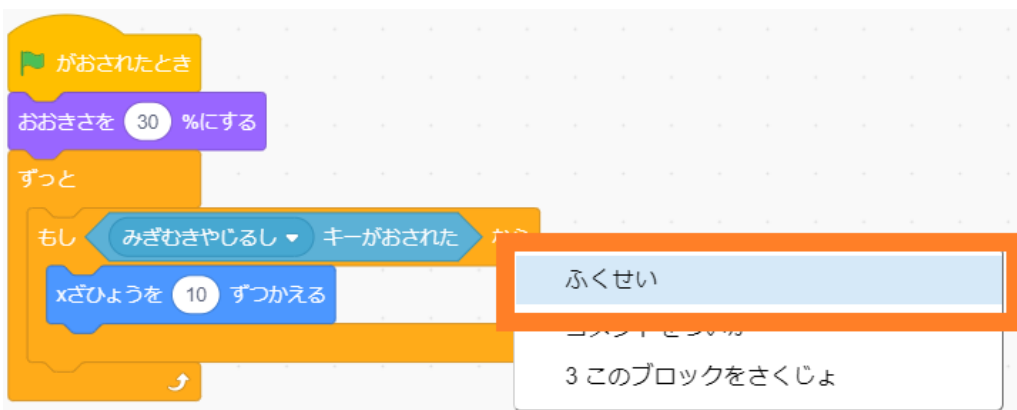 がおされたとき
おおきさを 30 %にする
ずっと
もし みぎむきやじるし キーがおされた なら
xざひょうを 10 ずつかえる
ふくせい
3 このブロックをさくじょ